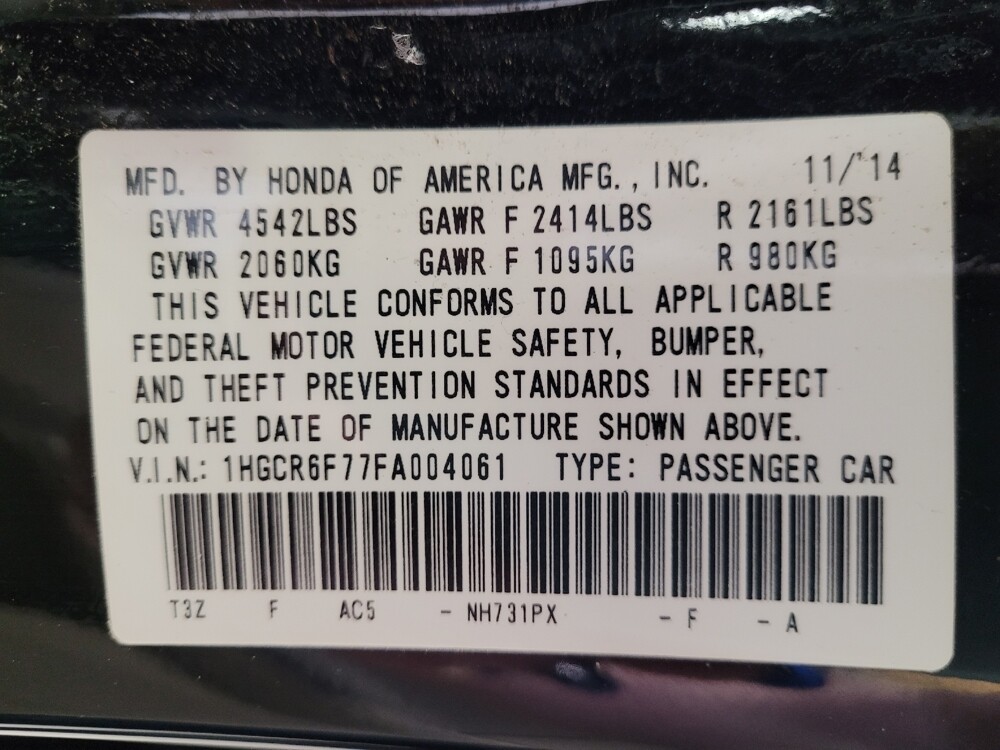 MFD. BY HONDA OF AMERICA MFG., INC. 11/'14
GVWR 4542LBS GAWR F 2414LBS R 2161LBS
GVWR 2060KG GAWR F 1095KG R 980KG
THIS VEHICLE CONFORMS TO ALL APPLICABLE
FEDERAL MOTOR VEHICLE SAFETY, BUMPER,
AND THEFT PREVENTION STANDARDS IN EFFECT
ON THE DATE OF MANUFACTURE SHOWN ABOVE.
V.I.N.: 1HGCR6F77FA004061 TYPE: PASSENGER CAR
T3Z F AC5 - NH731PX - F - A